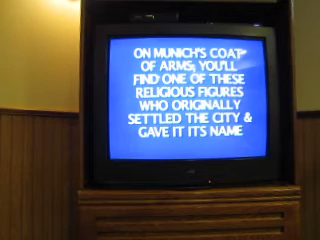 ON MUNICH'S COAT
OF ARMS, YOU'LL
FIND ONE OF THESE
RELIGIOUS FIGURES
WHO ORIGINALLY
SETTLED THE CITY &
GAVE IT ITS NAME